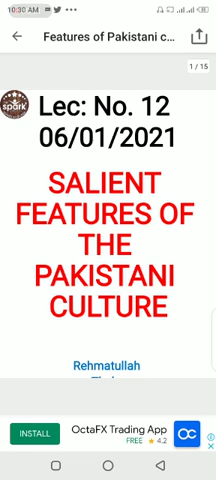 10:30 AM
Features of Pakistani c...
1 / 15
spark
Lec: No. 12
06/01/2021
SALIENT
FEATURES OF
THE
PAKISTANI
CULTURE
Rehmatullah
INSTALL
OctaFX Trading App
FREE ★ 4.2